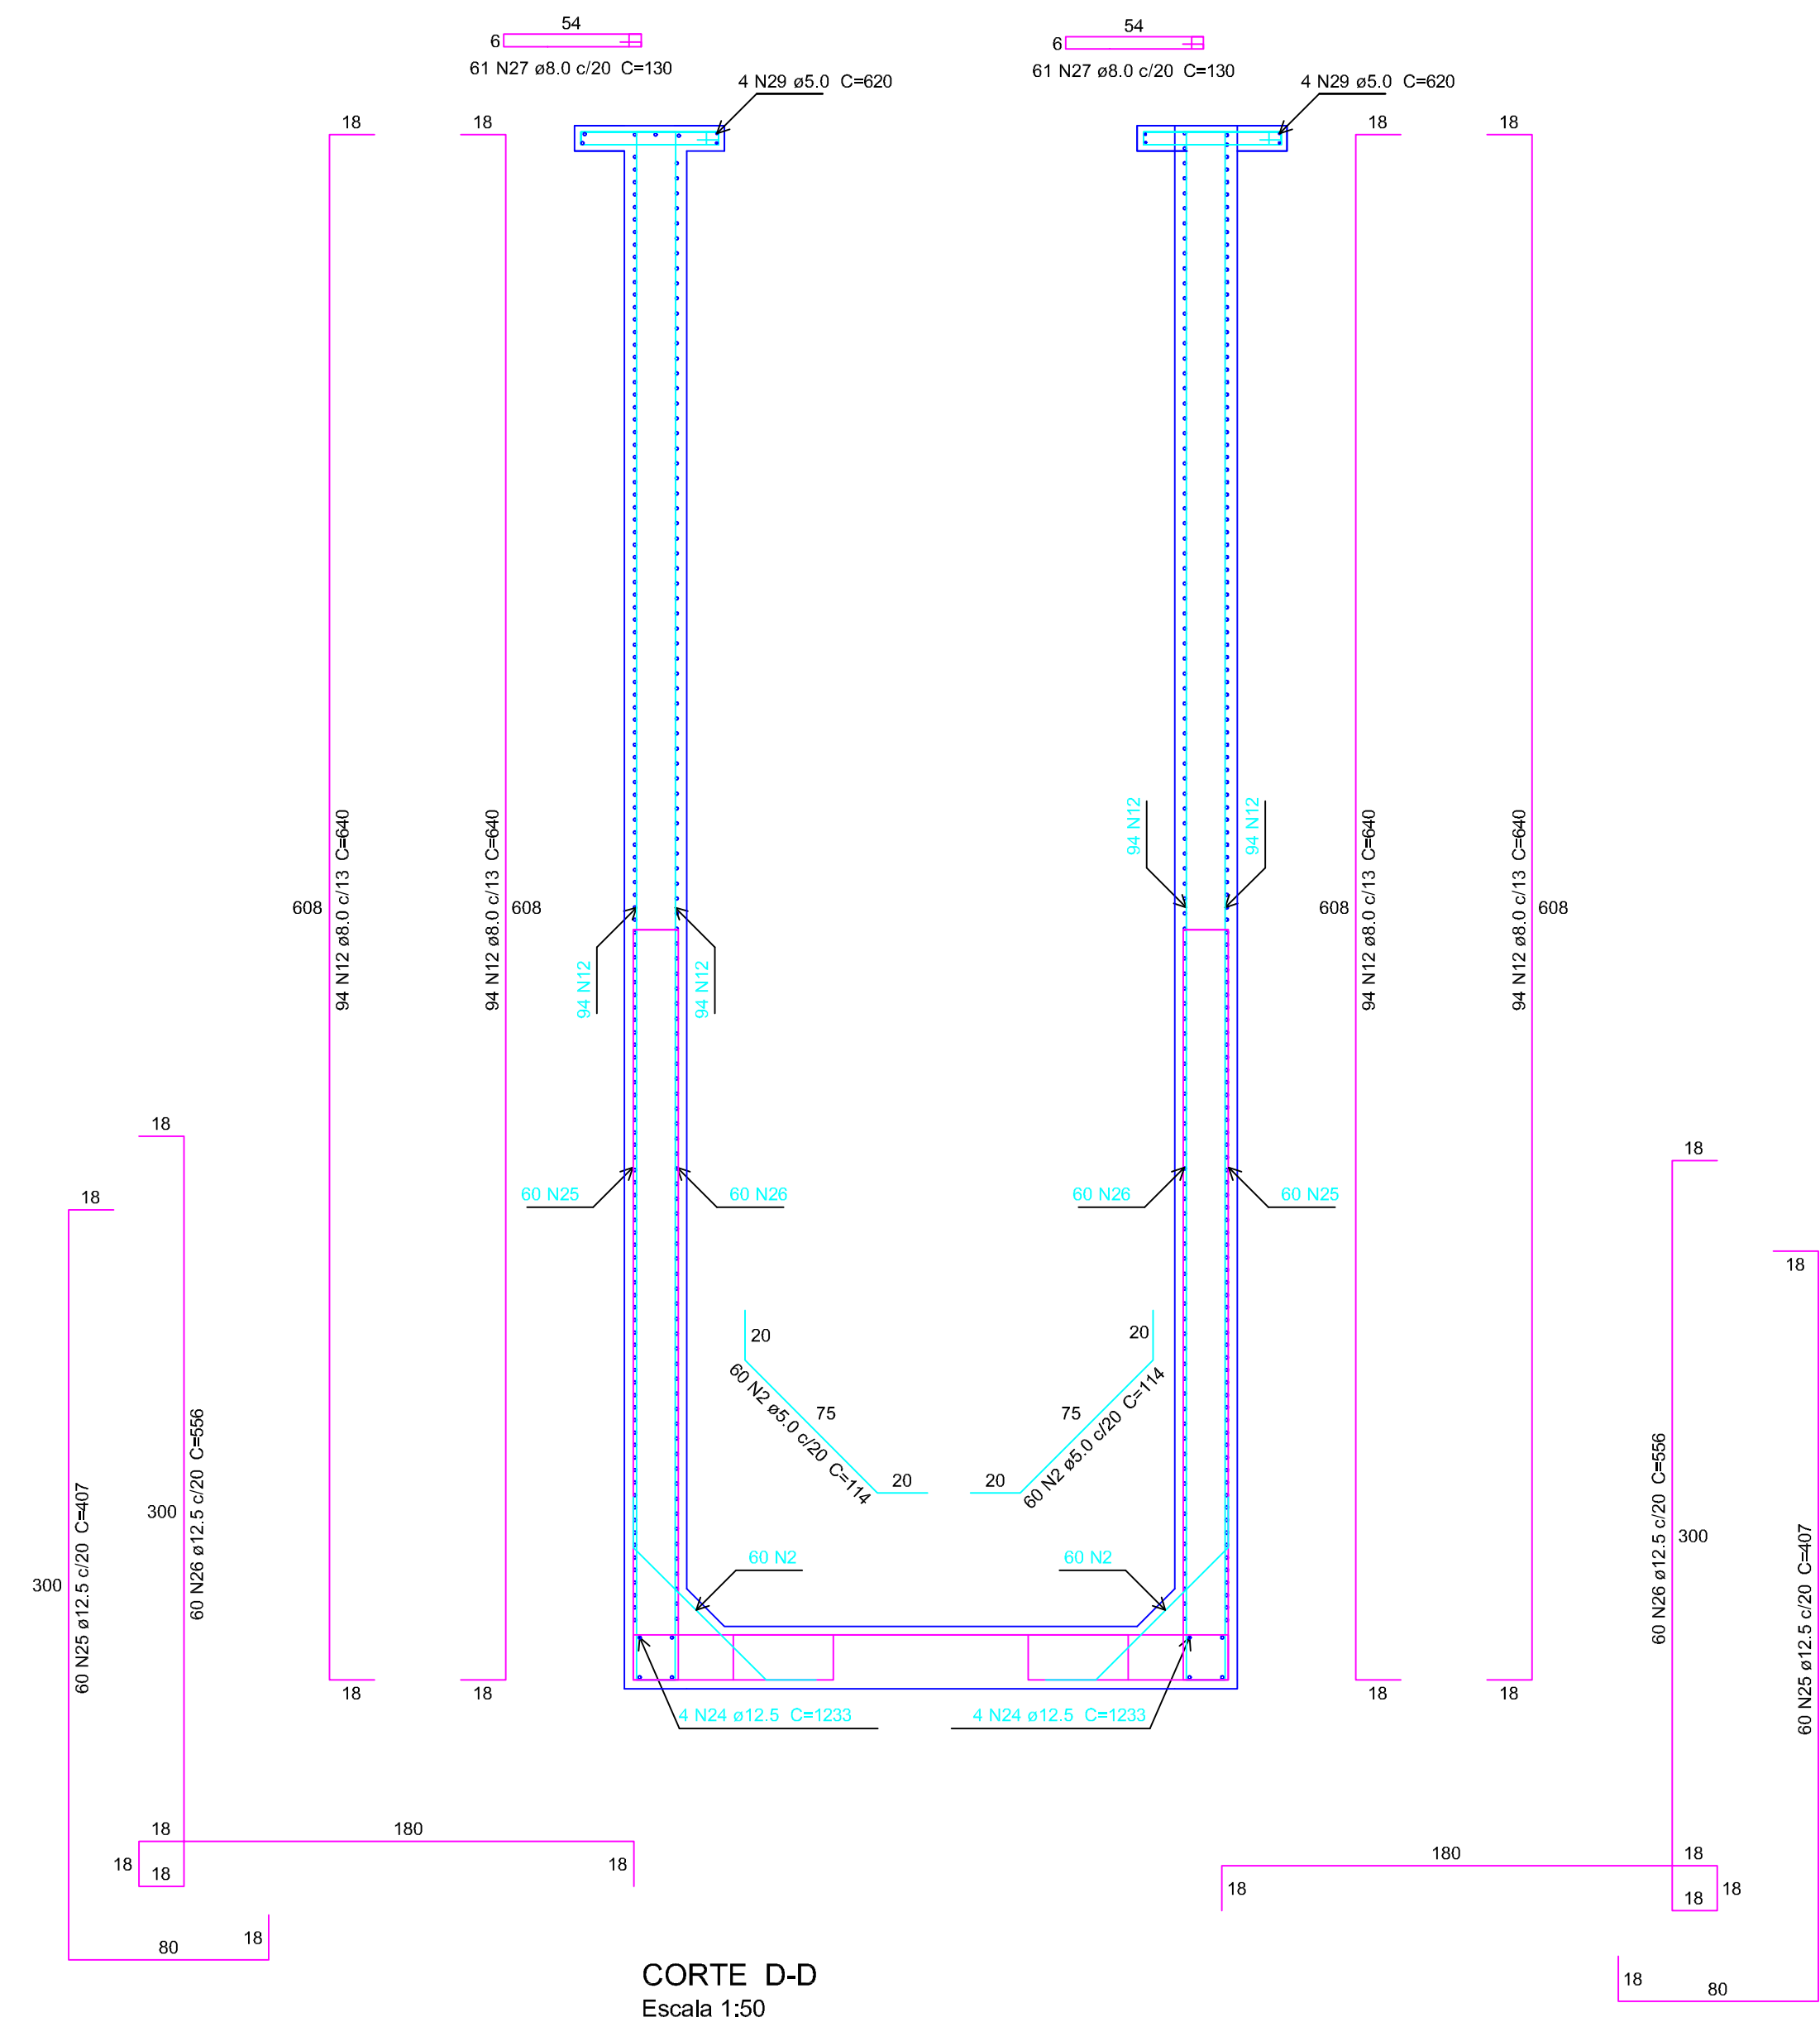 54
6
61 N27 ø8.0 c/20 C=130
4 N29 ø5.0 C=620
54
6
61 N27 ø8.0 c/20 C=130
4 N29 ø5.0 C=620
18
18
18
18
608
94 N12 ø8.0 c/13 C=640
94 N12 ø8.0 c/13 C=640
608
94 N12
94 N12
94 N12
94 N12
608
94 N12 ø8.0 c/13 C=640
94 N12 ø8.0 c/13 C=640
608
18
18
18
18
60 N25
60 N26
60 N26
60 N25
18
18
20
75
60 N2 ø5.0 c/20 C=114
20
20
75
60 N2 ø5.0 c/20 C=114
20
300
60 N25 ø12.5 c/20 C=407
300
60 N26 ø12.5 c/20 C=556
60 N2
60 N2
60 N26 ø12.5 c/20 C=556
300
60 N25 ø12.5 c/20 C=407
18
18
18
18
4 N24 ø12.5 C=1233
4 N24 ø12.5 C=1233
18
180
18
18
18
180
18
18
18
18
80
18
18
80
CORTE D-D
Escala 1:50